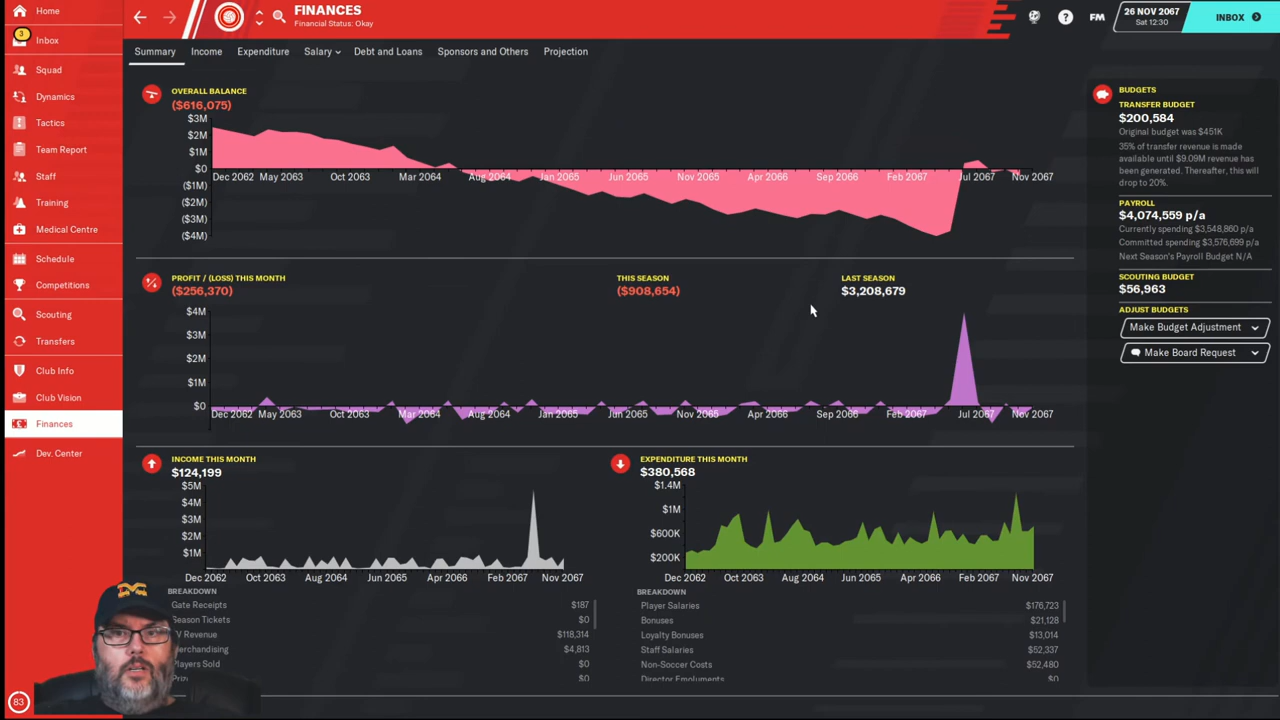 Home
3
Inbox
Squad
Dynamics
Tactics
Team Report
Staff
Training
Medical Centre
Schedule
Competitions
Scouting
Transfers
Club Info
Club Vision
Finances
Dev. Center
83
FINANCES
Financial Status: Okay
?
FM
26 NOV 2067
Sat 12:30
INBOX
Summary
Income
Expenditure
Salary
Debt and Loans
Sponsors and Others
Projection
OVERALL BALANCE
($616,075)
$3M
$2M
$1M
$0
($1M)
($2M)
($3M)
($4M)
Dec 2062 May 2063 Oct 2063 Mar 2064 Aug 2064 Jan 2065 Jun 2065 Nov 2065 Apr 2066 Sep 2066 Feb 2067 Jul 2067 Nov 2067
PROFIT / (LOSS) THIS MONTH
($256,370)
THIS SEASON
($908,654)
LAST SEASON
$3,208,679
$4M
$3M
$2M
$1M
$0
Dec 2062 May 2063 Oct 2063 Mar 2064 Aug 2064 Jan 2065 Jun 2065 Nov 2065 Apr 2066 Sep 2066 Feb 2067 Jul 2067 Nov 2067
INCOME THIS MONTH
$124,199
$5M
$4M
$3M
$2M
$1M
Dec 2062 Oct 2063 Aug 2064 Jun 2065 Apr 2066 Feb 2067 Nov 2067
BREAKDOWN
Gate Receipts $187
Season Tickets $0
TV Revenue $118,314
Merchandising $4,813
Players Sold $0
$0
EXPENDITURE THIS MONTH
$380,568
$1.4M
$1M
$600K
$200K
Dec 2062 Oct 2063 Aug 2064 Jun 2065 Apr 2066 Feb 2067 Nov 2067
BREAKDOWN
Player Salaries $176,723
Bonuses $21,128
Loyalty Bonuses $13,014
Staff Salaries $52,337
Non-Soccer Costs $52,480
Director Emoluments $0
BUDGETS
TRANSFER BUDGET
$200,584
Original budget was $451K
35% of transfer revenue is made
available until $9.09M revenue has
been generated. Thereafter, this will
drop to 20%.
PAYROLL
$4,074,559 p/a
Currently spending $3,548,860 p/a
Committed spending $3,576,699 p/a
Next Season's Payroll Budget N/A
SCOUTING BUDGET
$56,963
ADJUST BUDGETS
Make Budget Adjustment
Make Board Request